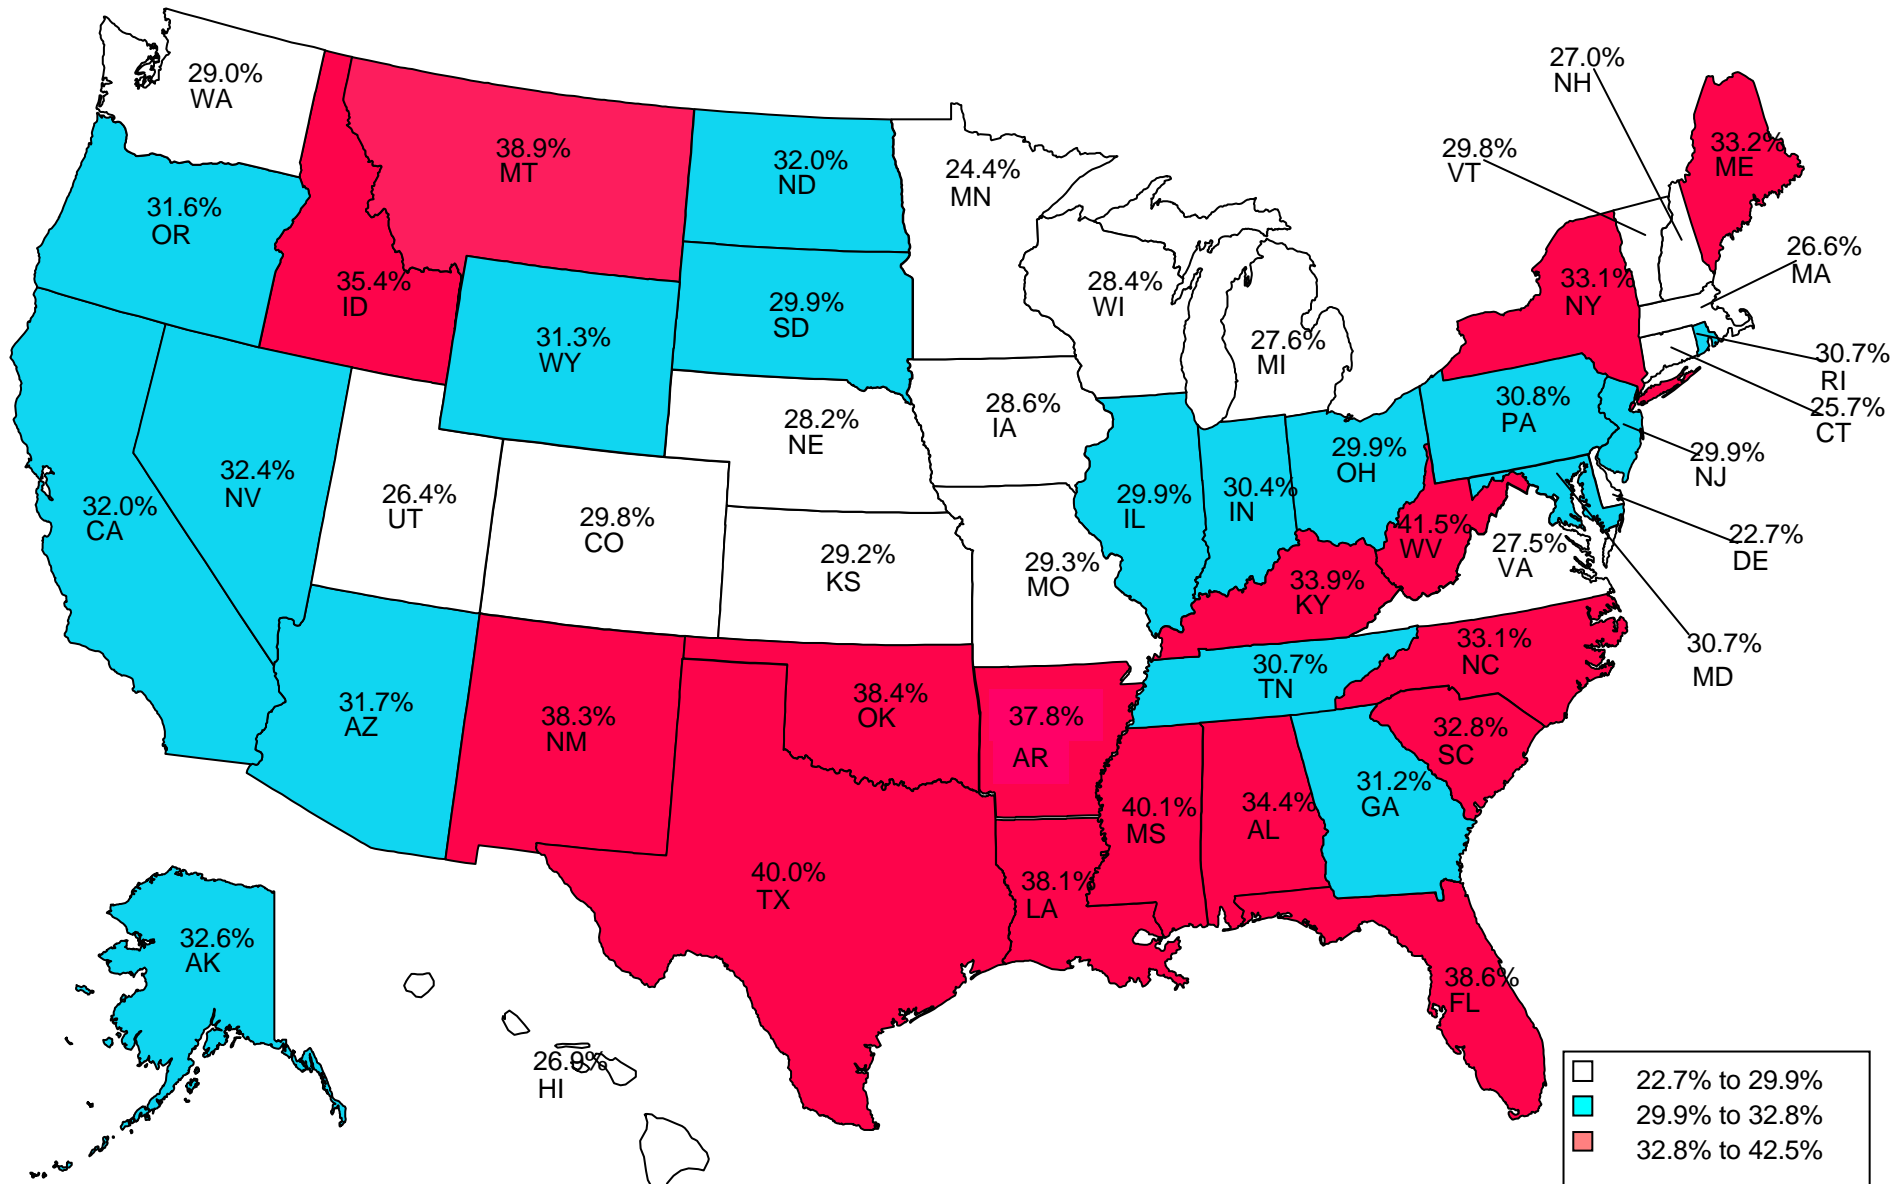 27.0%
NH
29.0%
WA
33.2%
ME
38.9%
MT
32.0%
ND
24.4%
MN
29.8%
VT
31.6%
OR
26.6%
MA
35.4%
ID
29.9%
SD
28.4%
WI
33.1%
NY
31.3%
WY
27.6%
MI
30.7%
RI
28.2%
NE
28.6%
IA
30.8%
PA
25.7%
CT
32.4%
NV
29.9%
OH
29.9%
NJ
32.0%
CA
26.4%
UT
29.8%
CO
29.9%
IL
30.4%
IN
41.5%
WV
27.5%
VA
22.7%
DE
29.2%
KS
29.3%
MO
33.9%
KY
30.7%
MD
33.1%
NC
30.7%
TN
31.7%
AZ
38.3%
NM
38.4%
OK
37.8%
AR
32.8%
SC
31.2%
GA
40.1%
MS
34.4%
AL
40.0%
TX
38.1%
LA
32.6%
AK
38.6%
FL
26.9%
HI
22.7% to 29.9%
29.9% to 32.8%
32.8% to 42.5%